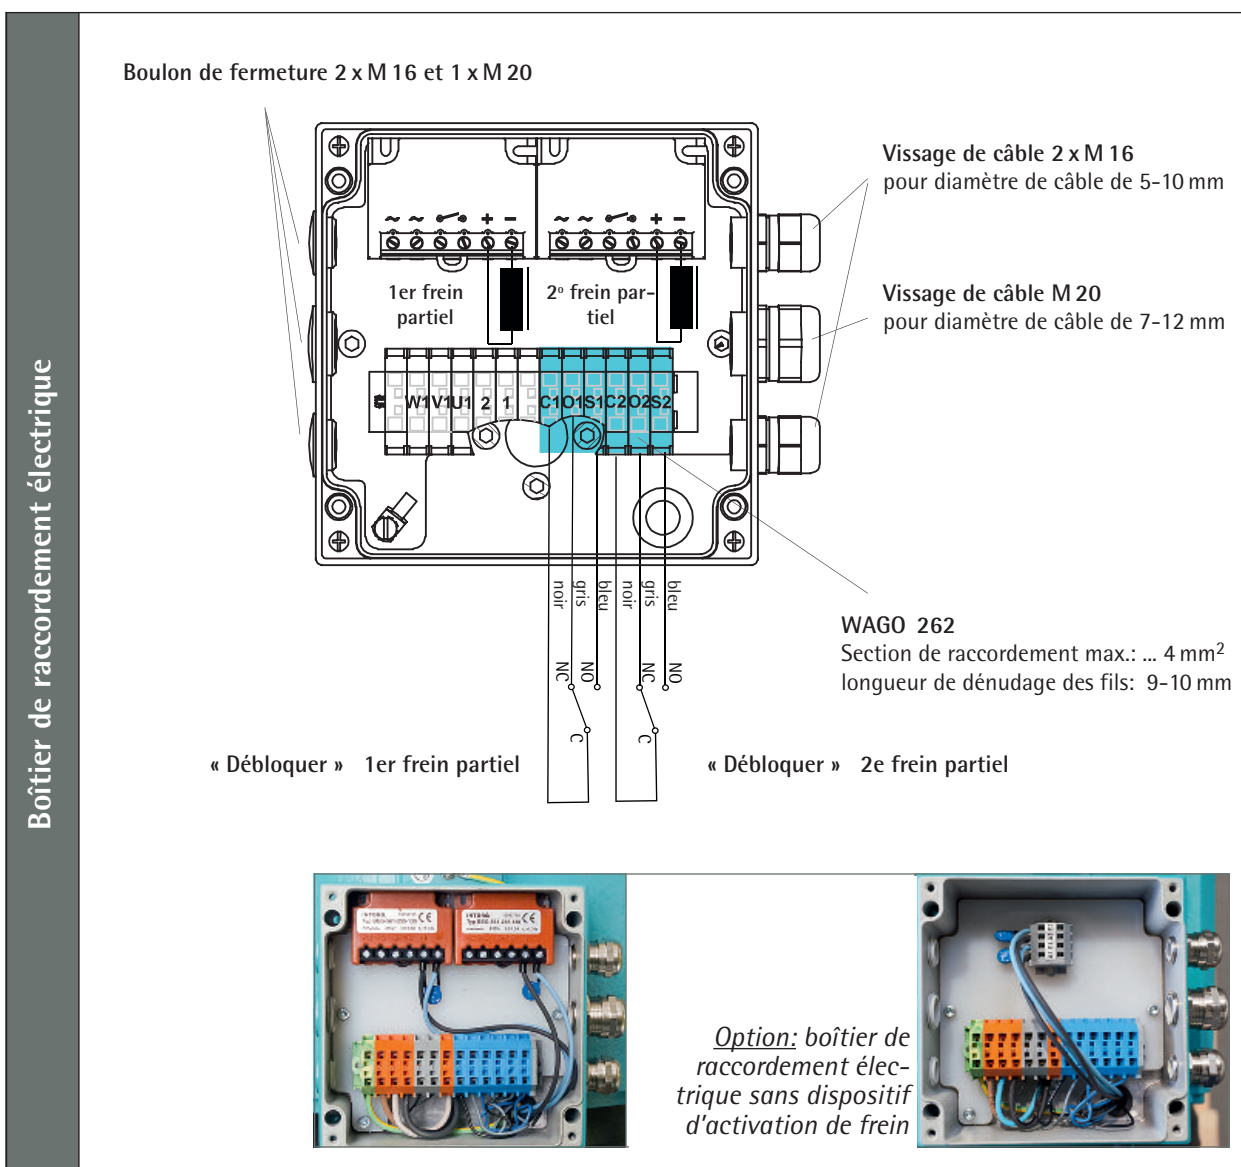 Boîtier de raccordement électrique
Boulon de fermeture 2 x M 16 et 1 x M 20
Vissage de câble 2 x M 16
pour diamètre de câble de 5-10 mm
Vissage de câble M 20
pour diamètre de câble de 7-12 mm
~ ~ + – ~ ~ + –
1er frein
partiel
2º frein par-
tiel
W1 V1 U1 2 1 C1 O1 S1 C2 O2 S2
noir gris bleu noir gris bleu
NC NO NC NO
C C
WAGO 262
Section de raccordement max.: ... 4 mm²
longueur de dénudage des fils: 9-10 mm
« Débloquer » 1er frein partiel
« Débloquer » 2e frein partiel
INTORQ
INTORQ
Option: boîtier de
raccordement élec-
trique sans dispositif
d'activation de frein